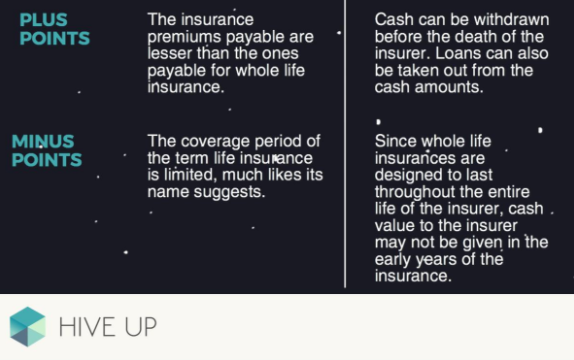 PLUS
POINTS
The insurance
premiums payable are
lesser than the ones
payable for whole life
insurance.
Cash can be withdrawn
before the death of the
insurer. Loans can also
be taken out from the
cash amounts.
MINUS
POINTS
The coverage period of
the term life insurance
is limited, much likes its
name suggests.
Since whole life
insurances are
designed to last
throughout the entire
life of the insurer, cash
value to the insurer
may not be given in the
early years of the
insurance.
HIVE UP